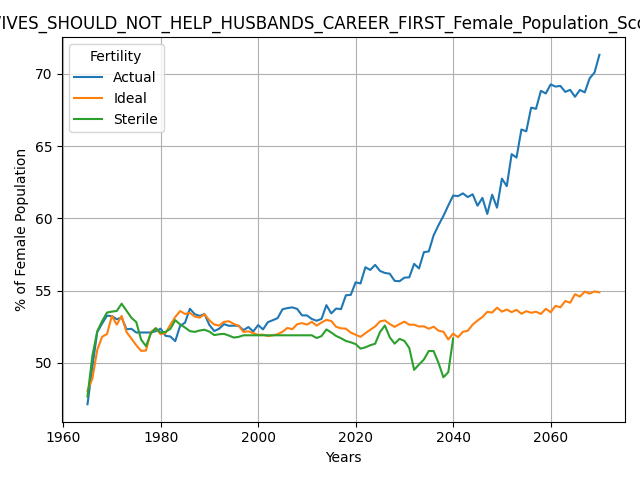 WIVES_SHOULD_NOT_HELP_HUSBANDS_CAREER_FIRST_Female_Population_Sco
Fertility
Actual
Ideal
Sterile
70
65
60
55
50
% of Female Population
1960
1980
2000
2020
2040
2060
Years